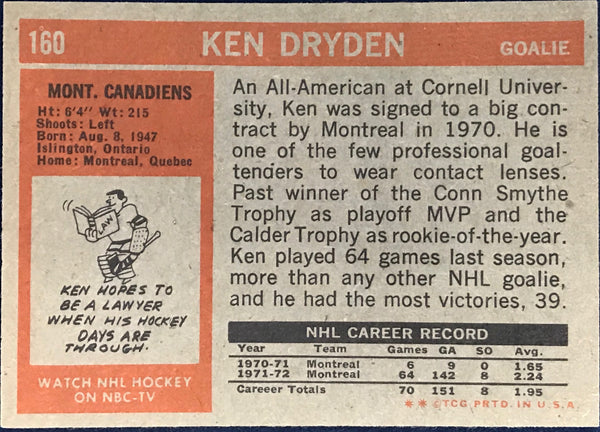 160 KEN DRYDEN GOALIE
MONT. CANADIENS
Ht: 6'4" Wt: 215
Shoots: Left
Born: Aug. 8, 1947
Islington, Ontario
Home: Montreal, Quebec
LAW
KEN HOPES TO
BE A LAWYER
WHEN HIS HOCKEY
DAYS ARE
THROUGH.
WATCH NHL HOCKEY
ON NBC-TV
An All-American at Cornell Univer-
sity, Ken was signed to a big con-
tract by Montreal in 1970. He is
one of the few professional goal-
tenders to wear contact lenses.
Past winner of the Conn Smythe
Trophy as playoff MVP and the
Calder Trophy as rookie-of-the-year.
Ken played 64 games last season,
more than any other NHL goalie,
and he had the most victories, 39.
NHL CAREER RECORD
Year Team Games GA SO Avg.
1970-71 Montreal 6 9 0 1.65
1971-72 Montreal 64 142 8 2.24
Career Totals 70 151 8 1.95
** ©TCG PRTD. IN U.S.A.